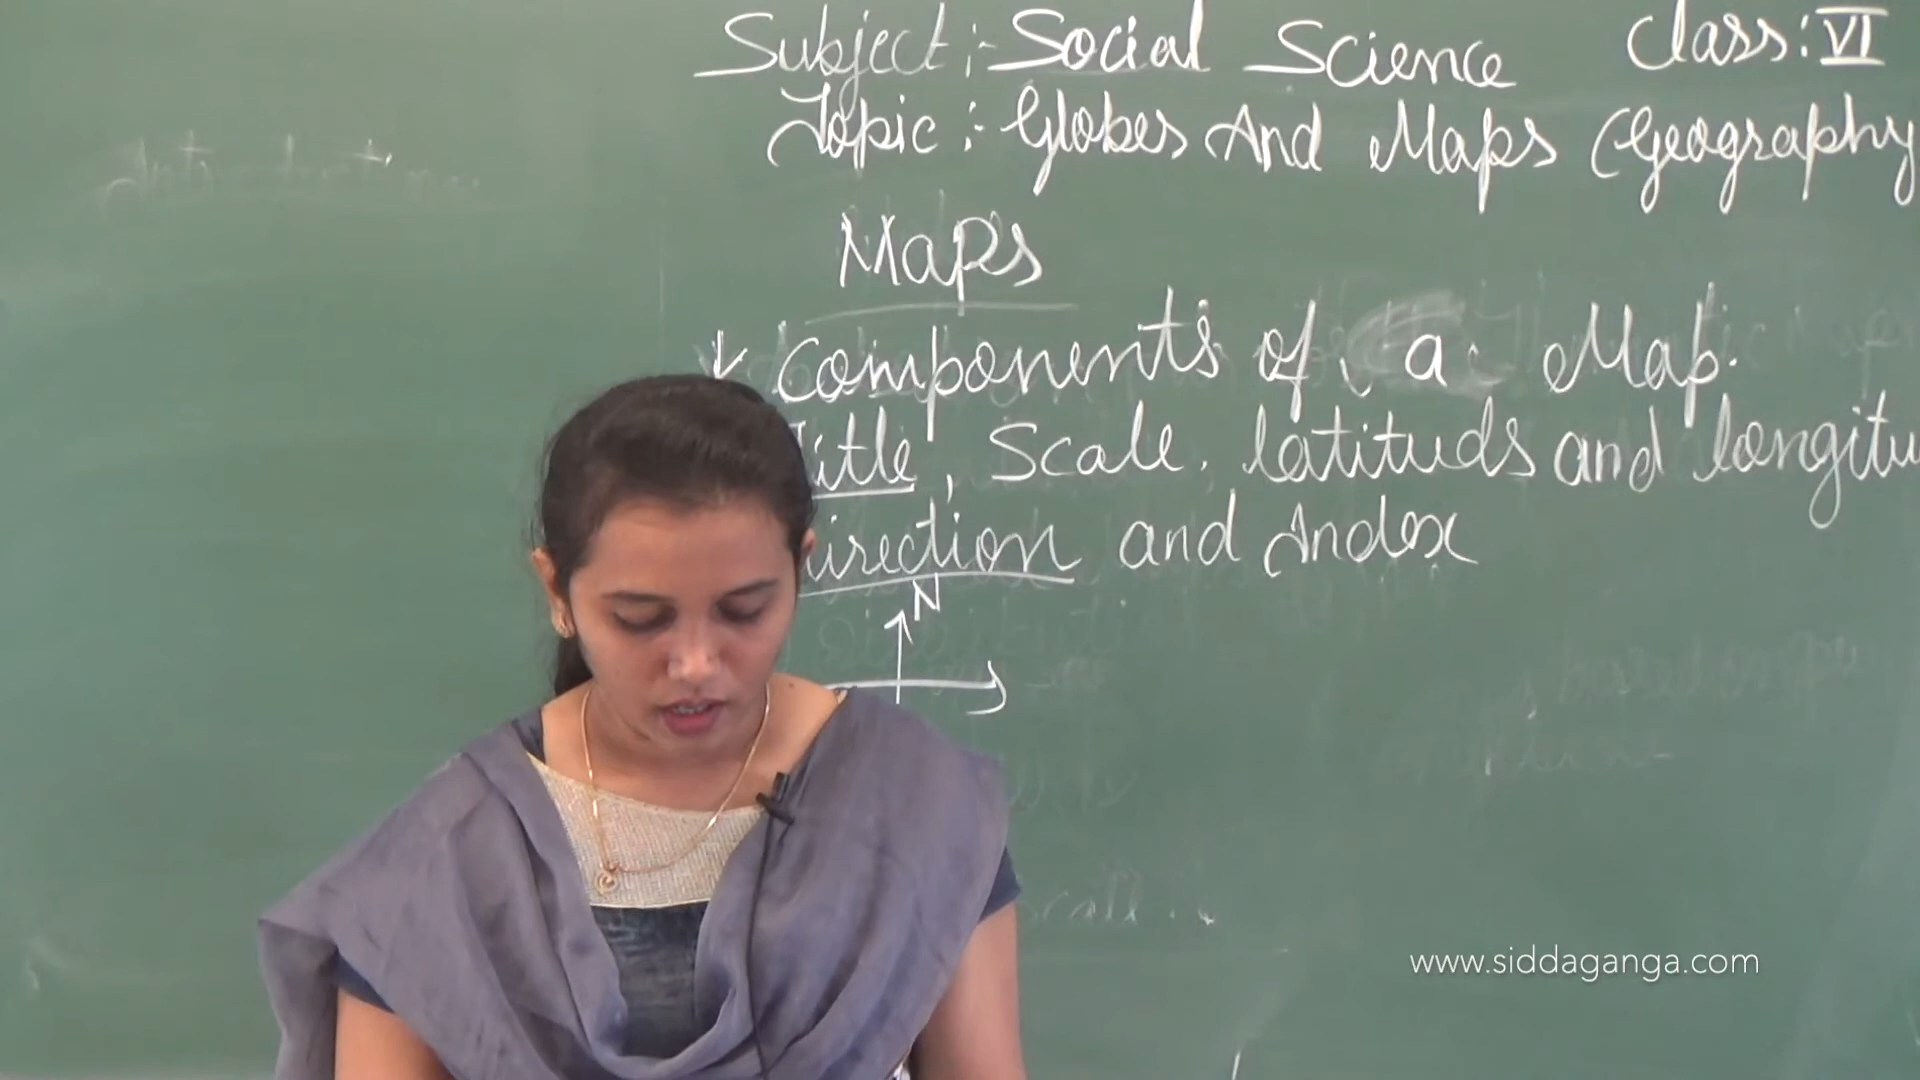 Subject :- Social Science Class: VI
Topic :- Globes And Maps (Geography
Maps
Components of a Map.
itle, Scale, latituds and longitu
irection and Index
N
www.siddaganga.com